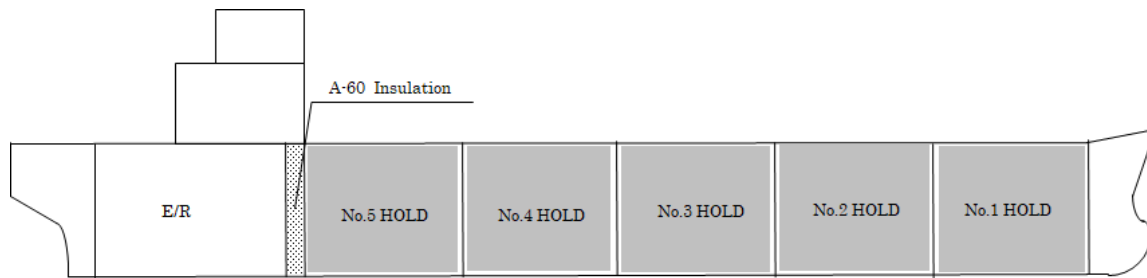 A-60 Insulation
E/R
No.5 HOLD
No.4 HOLD
No.3 HOLD
No.2 HOLD
No.1 HOLD